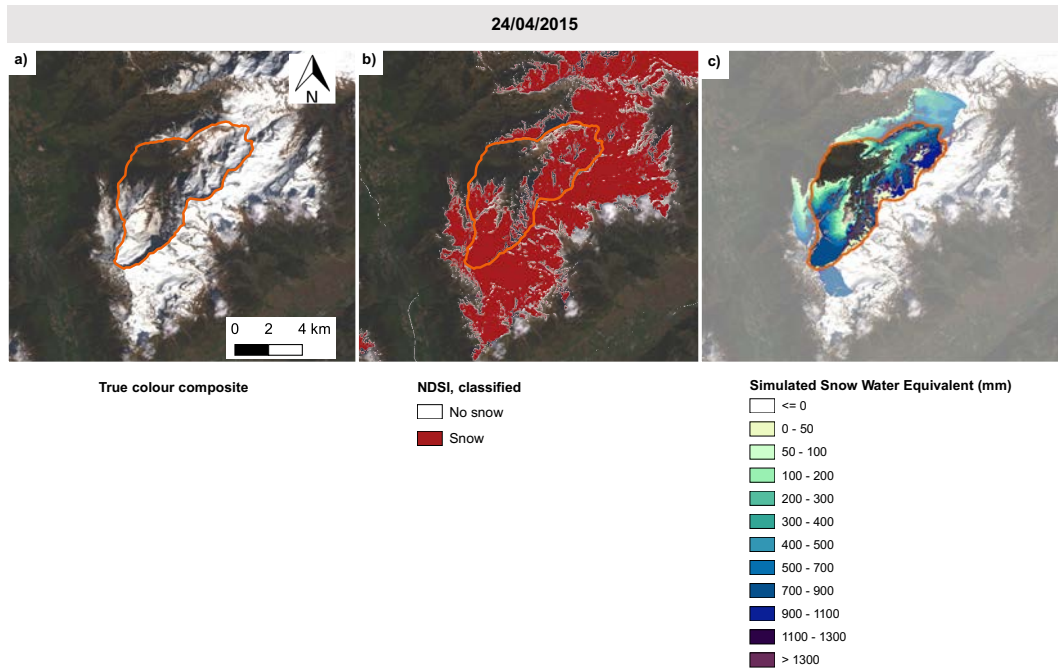 24/04/2015
a)
b)
c)
N
0 2 4 km
True colour composite
NDSI, classified
No snow
Snow
Simulated Snow Water Equivalent (mm)
<= 0
0 - 50
50 - 100
100 - 200
200 - 300
300 - 400
400 - 500
500 - 700
700 - 900
900 - 1100
1100 - 1300
> 1300